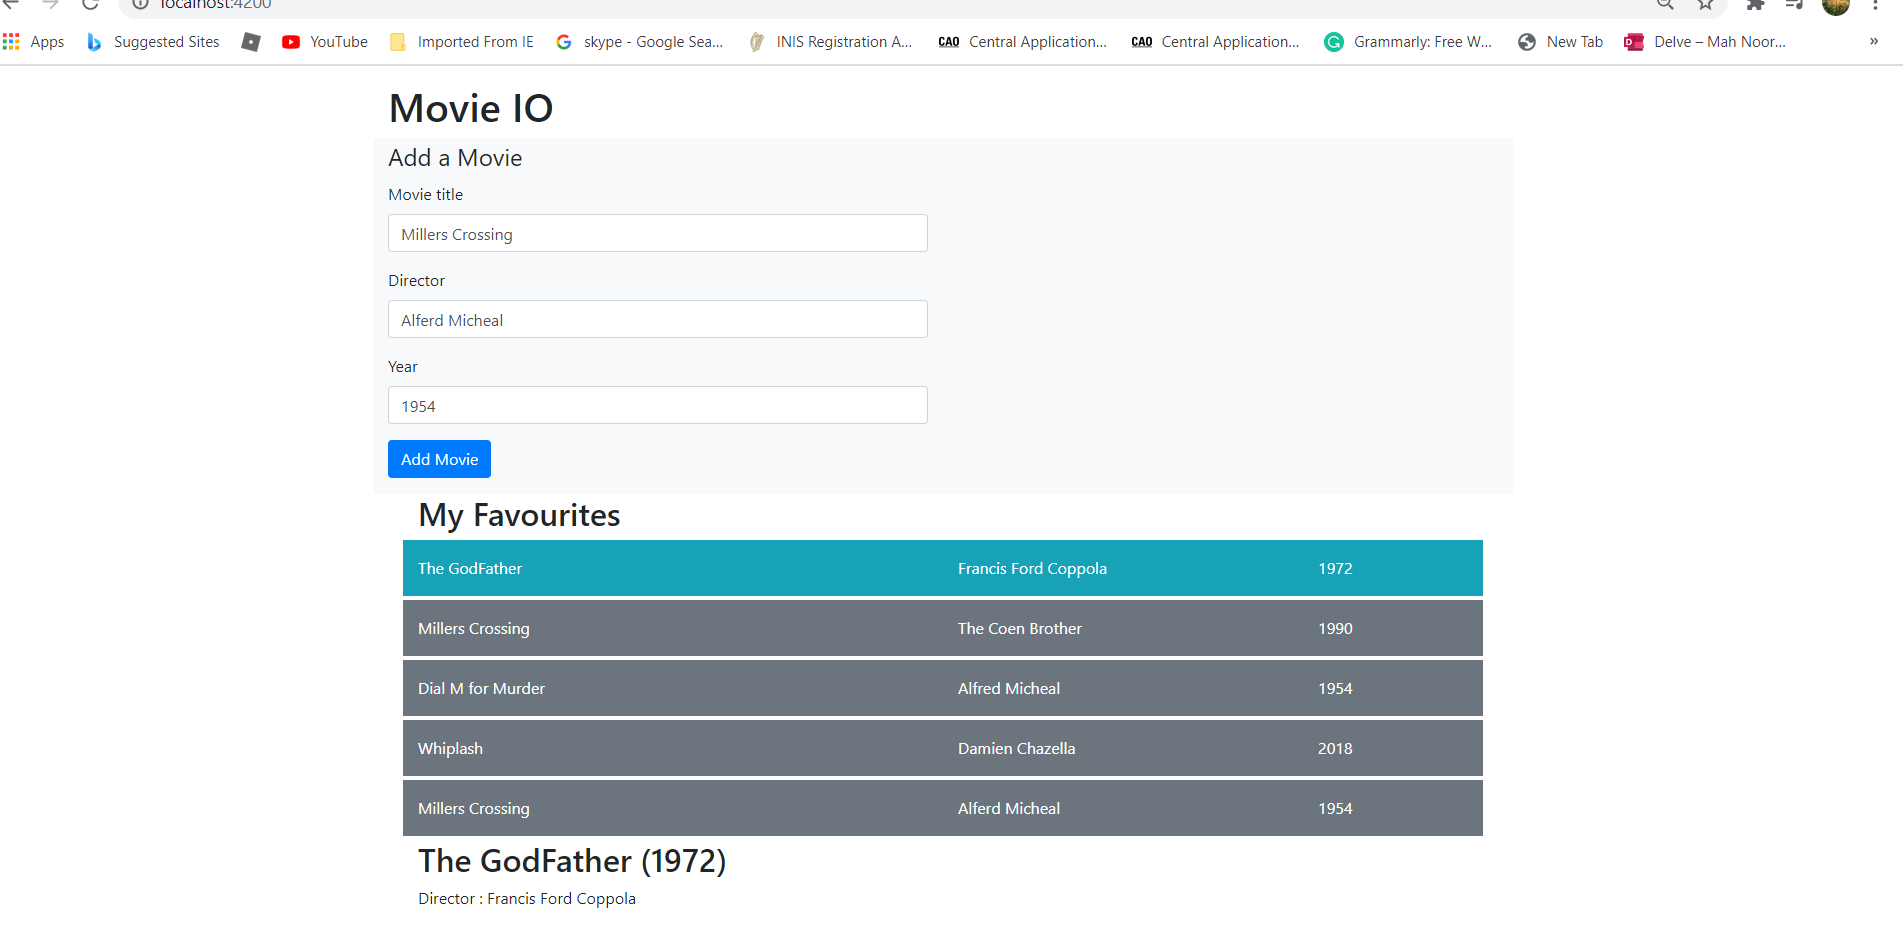 localhost:4200
Apps Suggested Sites YouTube Imported From IE skype - Google Sea... INIS Registration A... CAO Central Application... CAO Central Application... Grammarly: Free W... New Tab Delve – Mah Noor... »
Movie IO
Add a Movie
Movie title
Millers Crossing
Director
Alferd Micheal
Year
1954
Add Movie
My Favourites
The GodFather Francis Ford Coppola 1972
Millers Crossing The Coen Brother 1990
Dial M for Murder Alfred Micheal 1954
Whiplash Damien Chazella 2018
Millers Crossing Alferd Micheal 1954
The GodFather (1972)
Director : Francis Ford Coppola